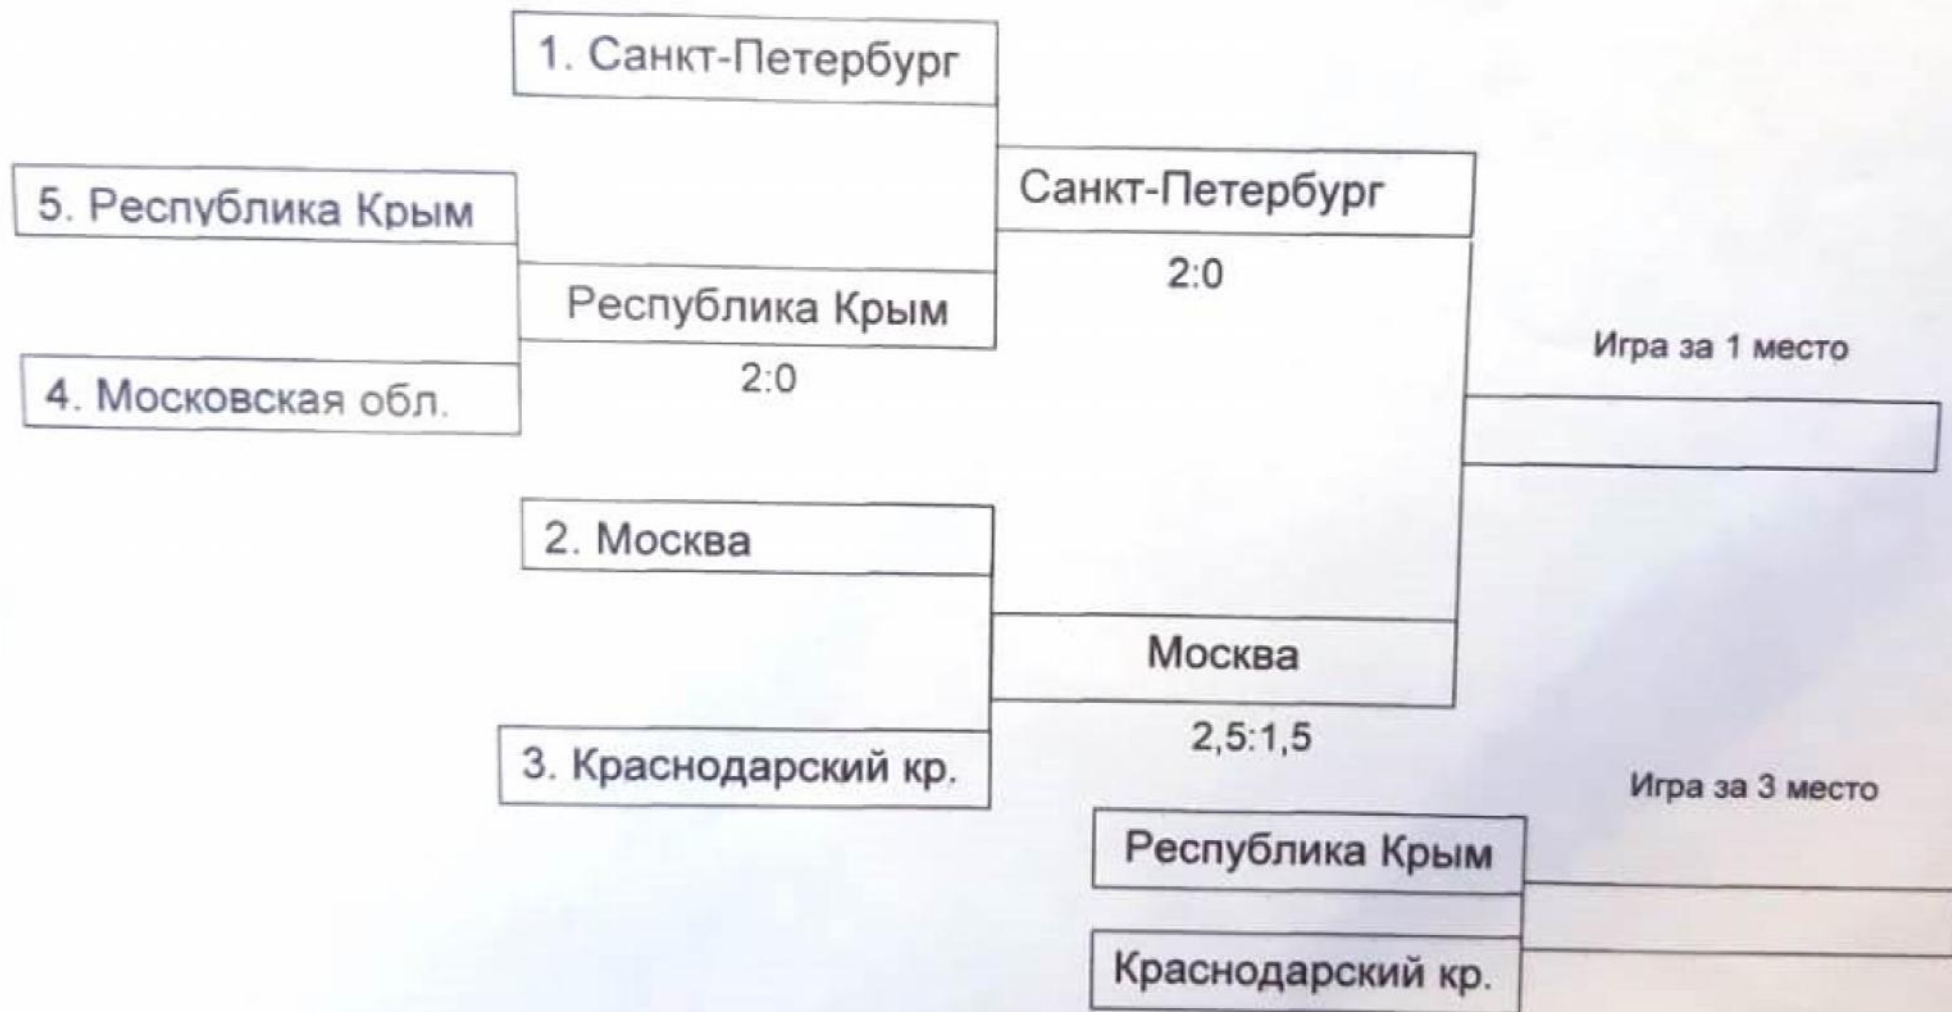 1. Санкт-Петербург
5. Республика Крым
Санкт-Петербург
2:0
Республика Крым
2:0
Игра за 1 место
4. Московская обл.
2. Москва
Москва
2,5:1,5
3. Краснодарский кр.
Игра за 3 место
Республика Крым
Краснодарский кр.